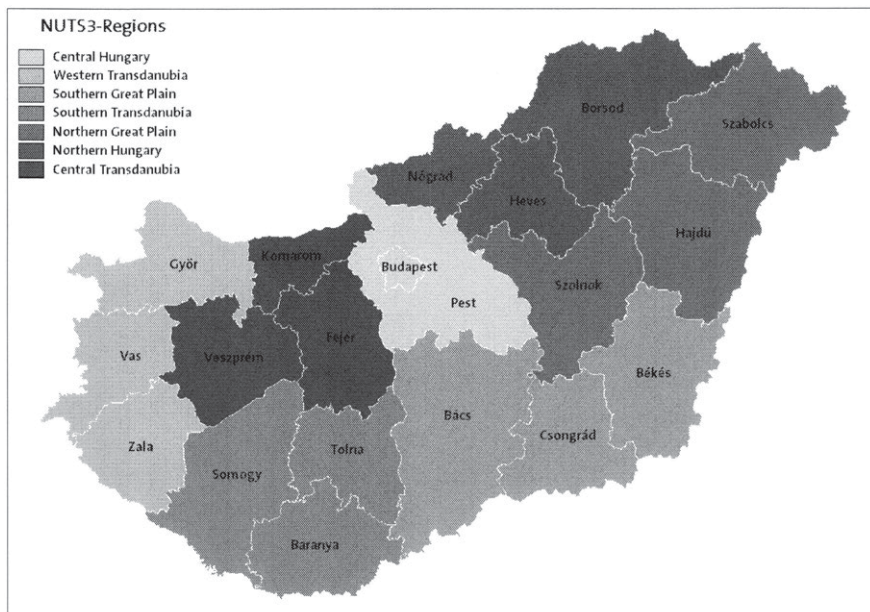 NUTS3-Regions
Central Hungary
Western Transdanubia
Southern Great Plain
Southern Transdanubia
Northern Great Plain
Northern Hungary
Central Transdanubia
Borsod
Szabolcs
Nógrád
Heves
Hajdú
Komarom
Győr
Budapest
Szolnok
Pest
Fejér
Vas
Veszprém
Békés
Bács
Csongrád
Zala
Tolna
Somogy
Baranya